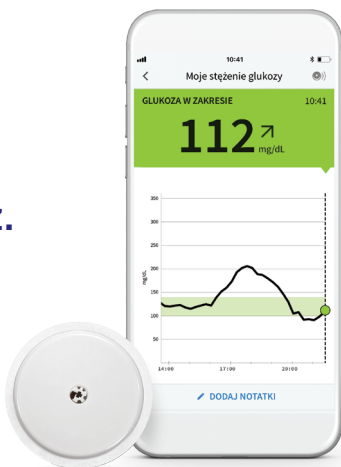 10:41
Moje stężenie glukozy
GLUKOZA W ZAKRESIE 10:41
112
mg/dL
350
300
250
mg/dL
200
150
100
50
14:00 17:00 20:00
DODAJ NOTATKI